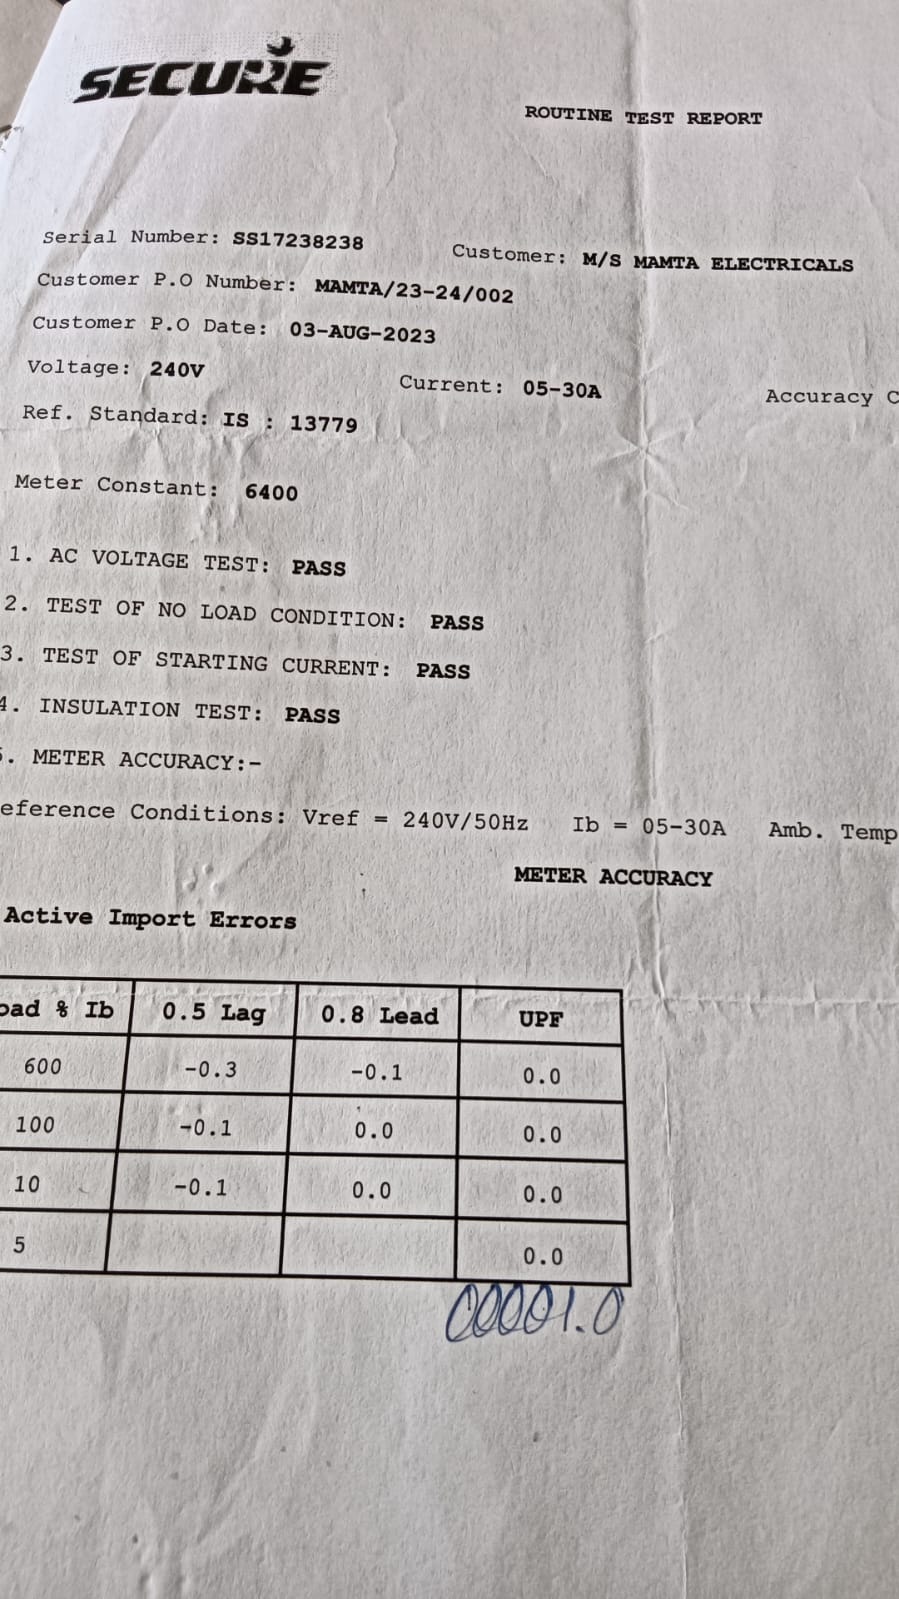 SECURE
ROUTINE TEST REPORT
Serial Number: SS17238238 Customer: M/S MAMTA ELECTRICALS
Customer P.O Number: MAMTA/23-24/002
Customer P.O Date: 03-AUG-2023
Voltage: 240V Current: 05-30A Accuracy C
Ref. Standard: IS : 13779
Meter Constant: 6400
1. AC VOLTAGE TEST: PASS
2. TEST OF NO LOAD CONDITION: PASS
3. TEST OF STARTING CURRENT: PASS
4. INSULATION TEST: PASS
5. METER ACCURACY:-
eference Conditions: Vref = 240V/50Hz Ib = 05-30A Amb. Temp
METER ACCURACY
Active Import Errors
oad % Ib 0.5 Lag 0.8 Lead UPF
600 -0.3 -0.1 0.0
100 -0.1 0.0 0.0
10 -0.1 0.0 0.0
5 0.0
00001.0